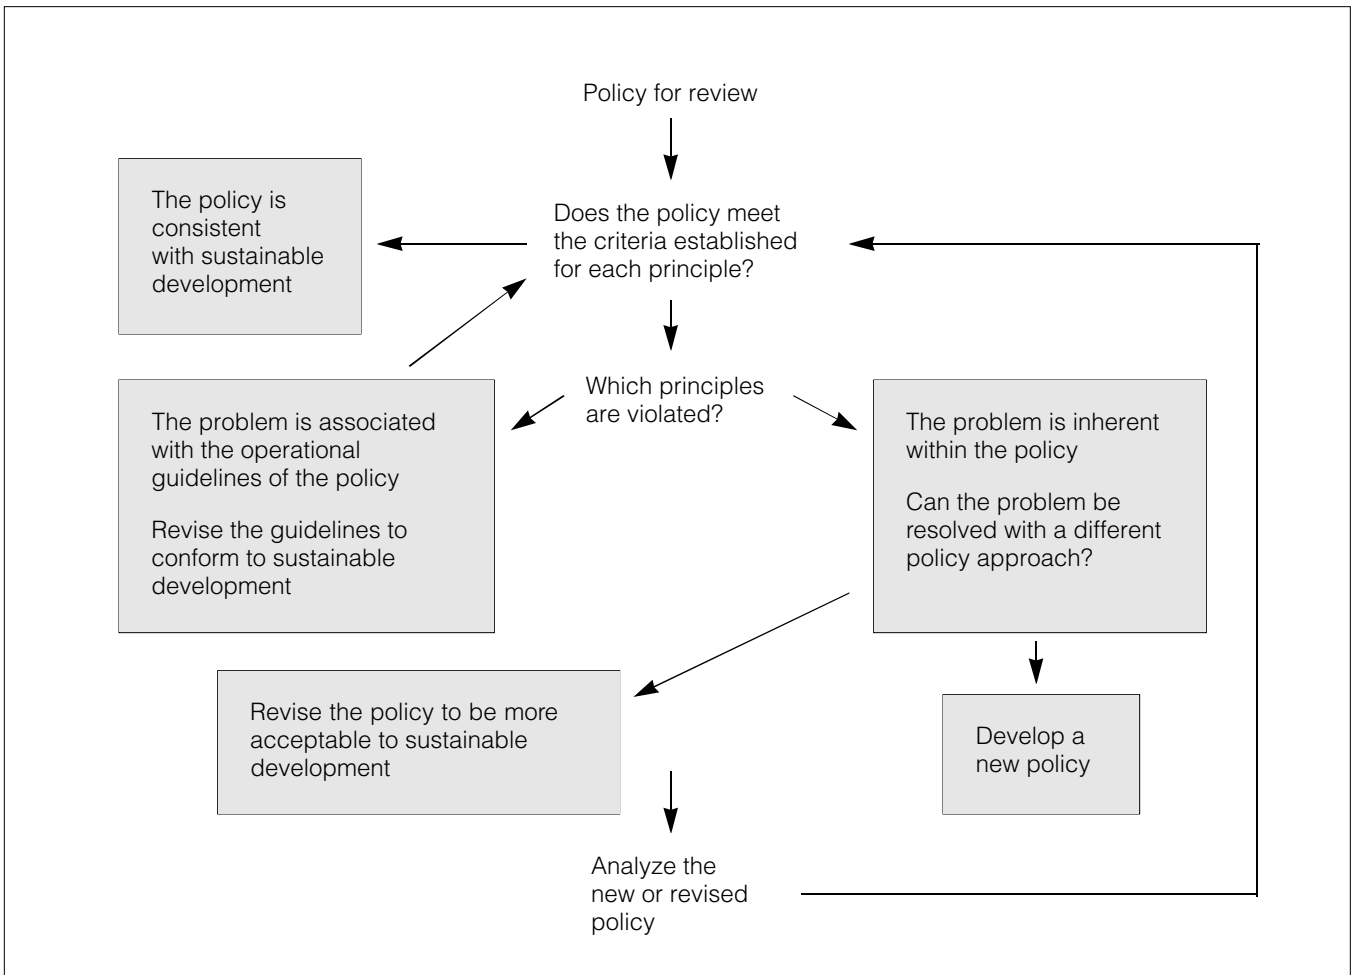 Policy for review
The policy is
consistent
with sustainable
development
Does the policy meet
the criteria established
for each principle?
Which principles
are violated?
The problem is associated
with the operational
guidelines of the policy
Revise the guidelines to
conform to sustainable
development
The problem is inherent
within the policy
Can the problem be
resolved with a different
policy approach?
Revise the policy to be more
acceptable to sustainable
development
Develop a
new policy
Analyze the
new or revised
policy